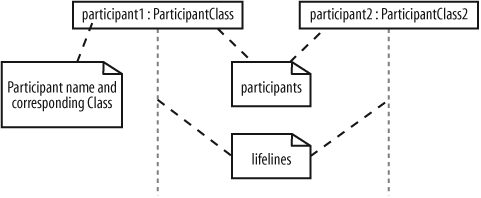 participant1 : ParticipantClass
participant2 : ParticipantClass2
Participant name and
corresponding Class
participants
lifelines